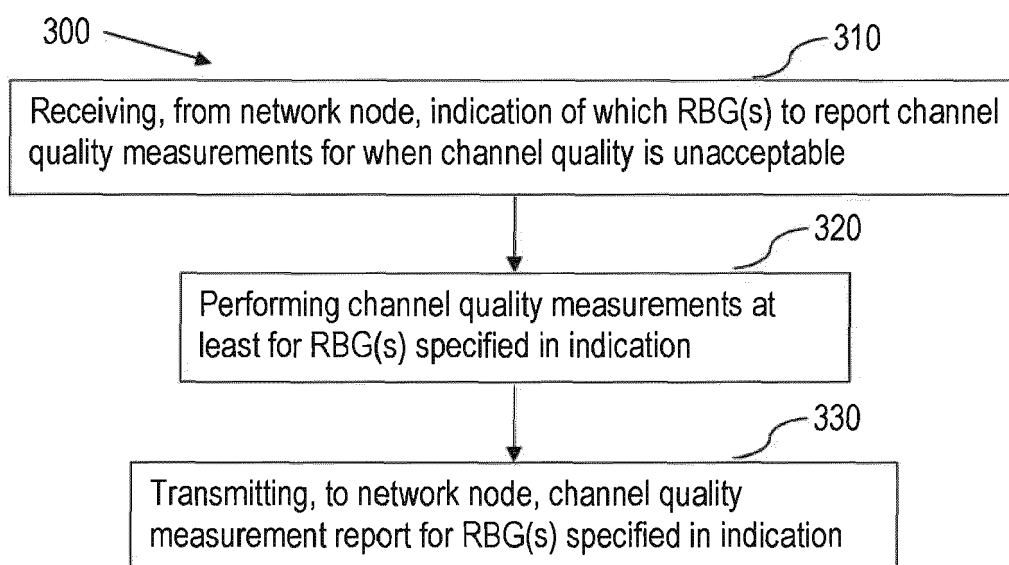 300
310
Receiving, from network node, indication of which RBG(s) to report channel
quality measurements for when channel quality is unacceptable
320
Performing channel quality measurements at
least for RBG(s) specified in indication
330
Transmitting, to network node, channel quality
measurement report for RBG(s) specified in indication